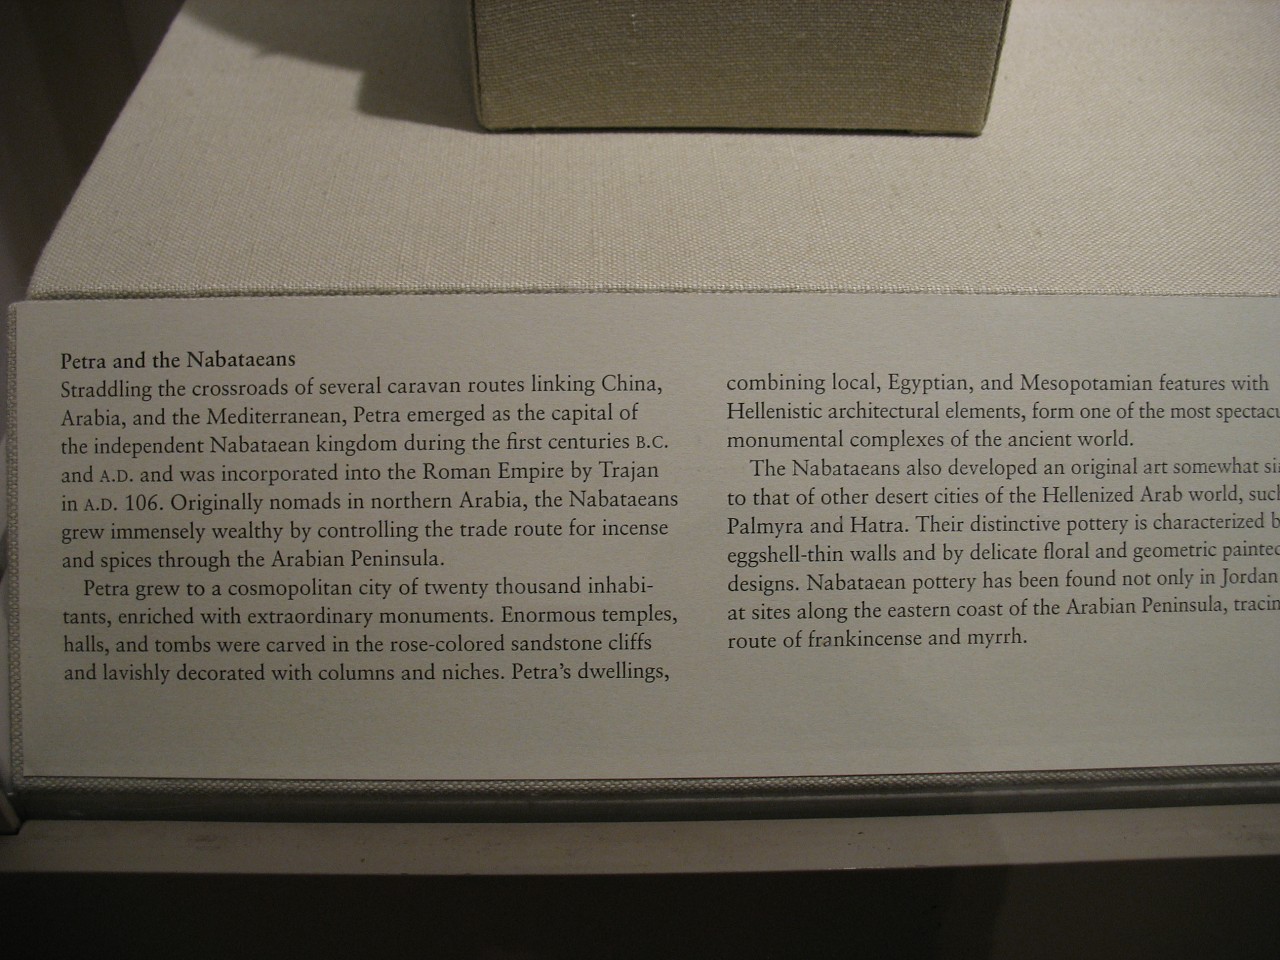 Petra and the Nabataeans
Straddling the crossroads of several caravan routes linking China,
Arabia, and the Mediterranean, Petra emerged as the capital of
the independent Nabataean kingdom during the first centuries B.C.
and A.D. and was incorporated into the Roman Empire by Trajan
in A.D. 106. Originally nomads in northern Arabia, the Nabataeans
grew immensely wealthy by controlling the trade route for incense
and spices through the Arabian Peninsula.
Petra grew to a cosmopolitan city of twenty thousand inhabi-
tants, enriched with extraordinary monuments. Enormous temples,
halls, and tombs were carved in the rose-colored sandstone cliffs
and lavishly decorated with columns and niches. Petra's dwellings,
combining local, Egyptian, and Mesopotamian features with
Hellenistic architectural elements, form one of the most
monumental complexes of the ancient world.
The Nabataeans also developed an original art somewhat
to that of other desert cities of the Hellenized Arab world,
Palmyra and Hatra. Their distinctive pottery is characterized
eggshell-thin walls and by delicate floral and geometric
designs. Nabataean pottery has been found not only in Jordan
at sites along the eastern coast of the Arabian Peninsula,
route of frankincense and myrrh.